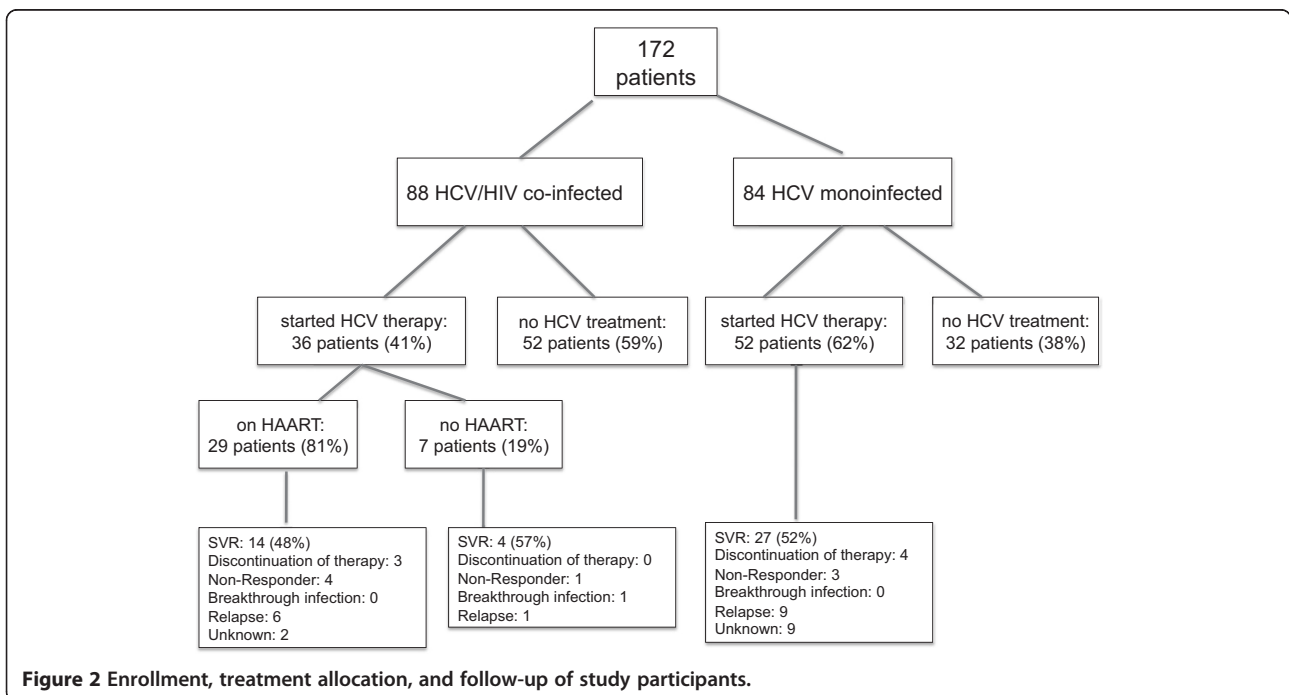 172
patients
88 HCV/HIV co-infected
84 HCV monoinfected
started HCV therapy:
36 patients (41%)
no HCV treatment:
52 patients (59%)
started HCV therapy:
52 patients (62%)
no HCV treatment:
32 patients (38%)
on HAART:
29 patients (81%)
no HAART:
7 patients (19%)
SVR: 14 (48%)
Discontinuation of therapy: 3
Non-Responder: 4
Breakthrough infection: 0
Relapse: 6
Unknown: 2
SVR: 4 (57%)
Discontinuation of therapy: 0
Non-Responder: 1
Breakthrough infection: 1
Relapse: 1
SVR: 27 (52%)
Discontinuation of therapy: 4
Non-Responder: 3
Breakthrough infection: 0
Relapse: 9
Unknown: 9
Figure 2 Enrollment, treatment allocation, and follow-up of study participants.